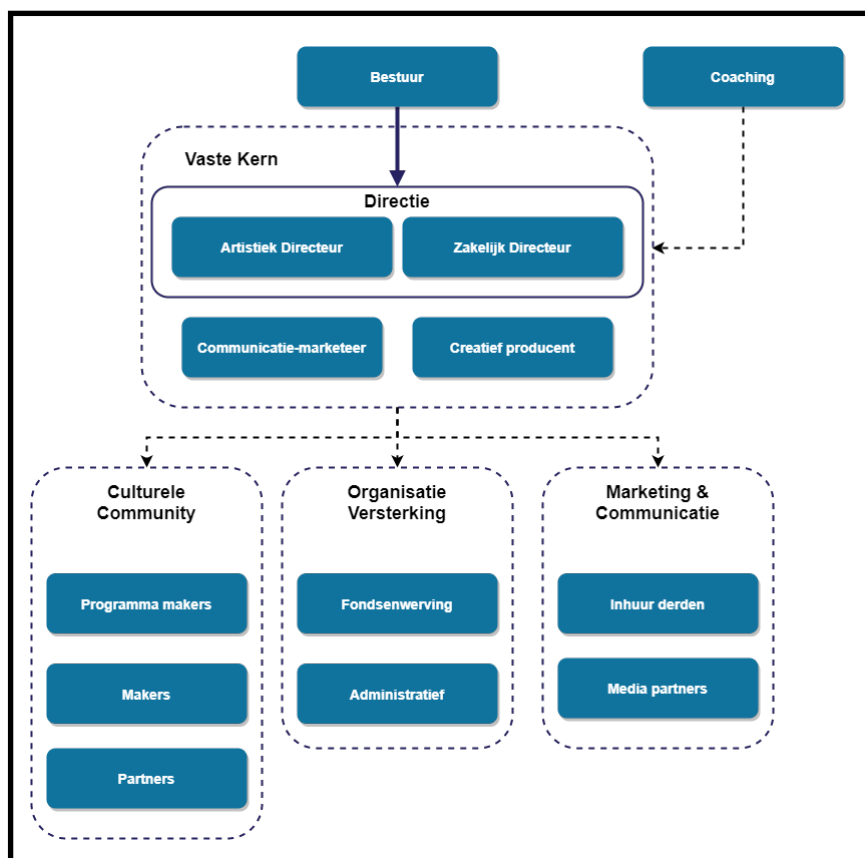 Bestuur
Coaching
Vaste Kern
Directie
Artistiek Directeur
Zakelijk Directeur
Communicatie-marketeer
Creatief producent
Culturele
Community
Programma makers
Makers
Partners
Organisatie
Versterking
Fondsenwerving
Administratief
Marketing &
Communicatie
Inhuur derden
Media partners